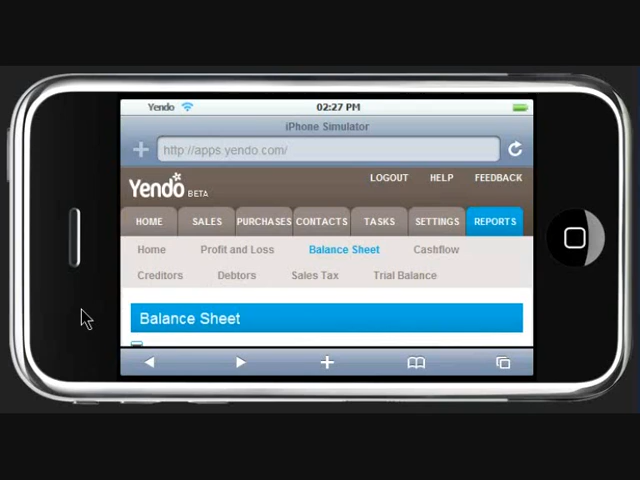 Yendo 02:27 PM
iPhone Simulator
http://apps.yendo.com/
Yendo BETA
LOGOUT HELP FEEDBACK
HOME SALES PURCHASES CONTACTS TASKS SETTINGS REPORTS
Home Profit and Loss Balance Sheet Cashflow
Creditors Debtors Sales Tax Trial Balance
Balance Sheet